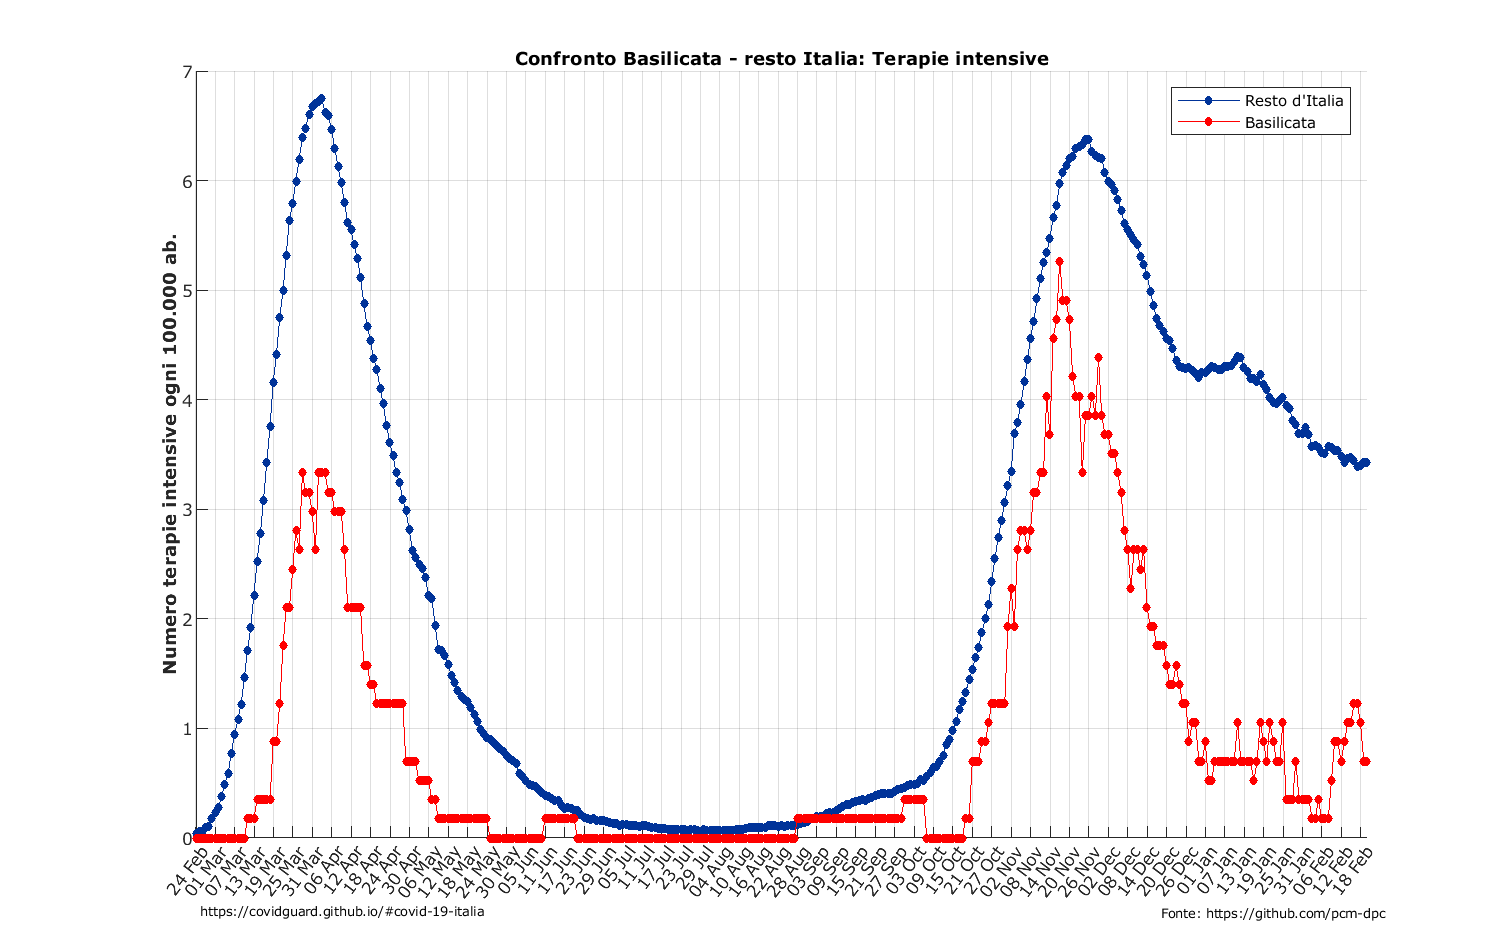 Confronto Basilicata - resto Italia: Terapie intensive
Resto d'Italia
Basilicata
Numero terapie intensive ogni 100.000 ab.
7
6
5
4
3
2
1
0
24 Feb
01 Mar
07 Mar
13 Mar
19 Mar
25 Mar
31 Mar
06 Apr
12 Apr
18 Apr
24 Apr
30 Apr
06 May
12 May
18 May
24 May
30 May
05 Jun
11 Jun
17 Jun
23 Jun
29 Jun
05 Jul
11 Jul
17 Jul
23 Jul
29 Jul
04 Aug
10 Aug
16 Aug
22 Aug
28 Aug
03 Sep
09 Sep
15 Sep
21 Sep
27 Sep
03 Oct
09 Oct
15 Oct
21 Oct
27 Oct
02 Nov
08 Nov
14 Nov
20 Nov
26 Nov
02 Dec
08 Dec
14 Dec
20 Dec
26 Dec
01 Jan
07 Jan
13 Jan
19 Jan
25 Jan
31 Jan
06 Feb
12 Feb
18 Feb
https://covidguard.github.io/#covid-19-italia
Fonte: https://github.com/pcm-dpc